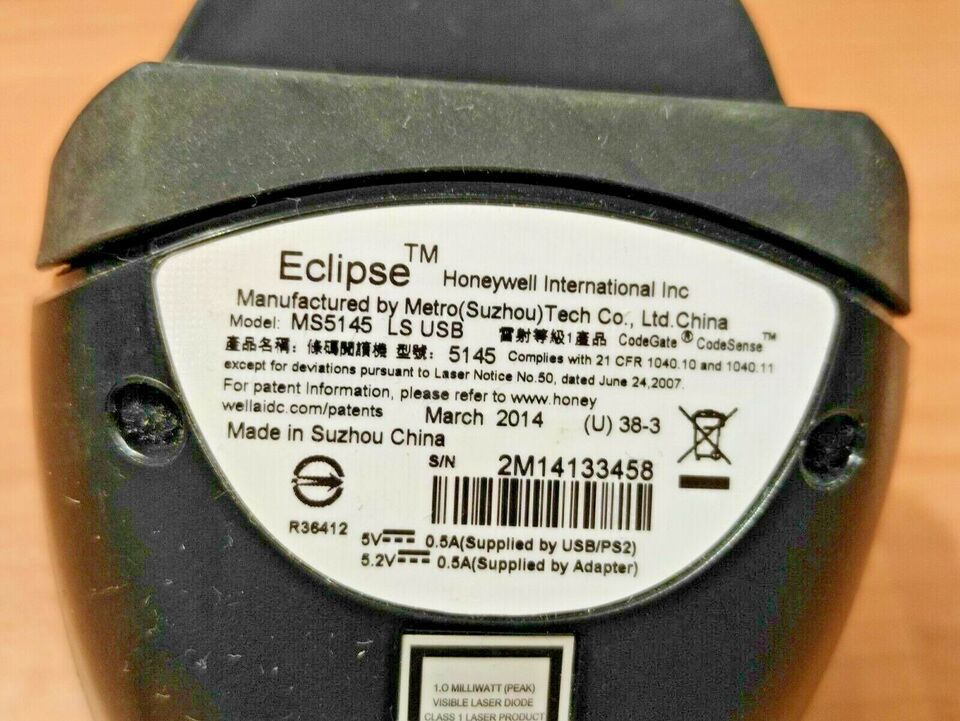 Eclipse™ Honeywell International Inc
Manufactured by Metro(Suzhou)Tech Co., Ltd.China
Model: MS5145 LS USB 雷射等級1產品 CodeGate® CodeSense™
產品名稱: 條碼閱讀機 型號: 5145 Complies with 21 CFR 1040.10 and 1040.11
except for deviations pursuant to Laser Notice No.50, dated June 24,2007.
For patent Information, please refer to www.honey
wellaidc.com/patents March 2014 (U) 38-3
Made in Suzhou China
S/N 2M14133458
R36412
5V⎓ 0.5A(Supplied by USB/PS2)
5.2V⎓ 0.5A(Supplied by Adapter)
1.0 MILLIWATT (PEAK)
VISIBLE LASER DIODE
CLASS 1 LASER PRODUCT